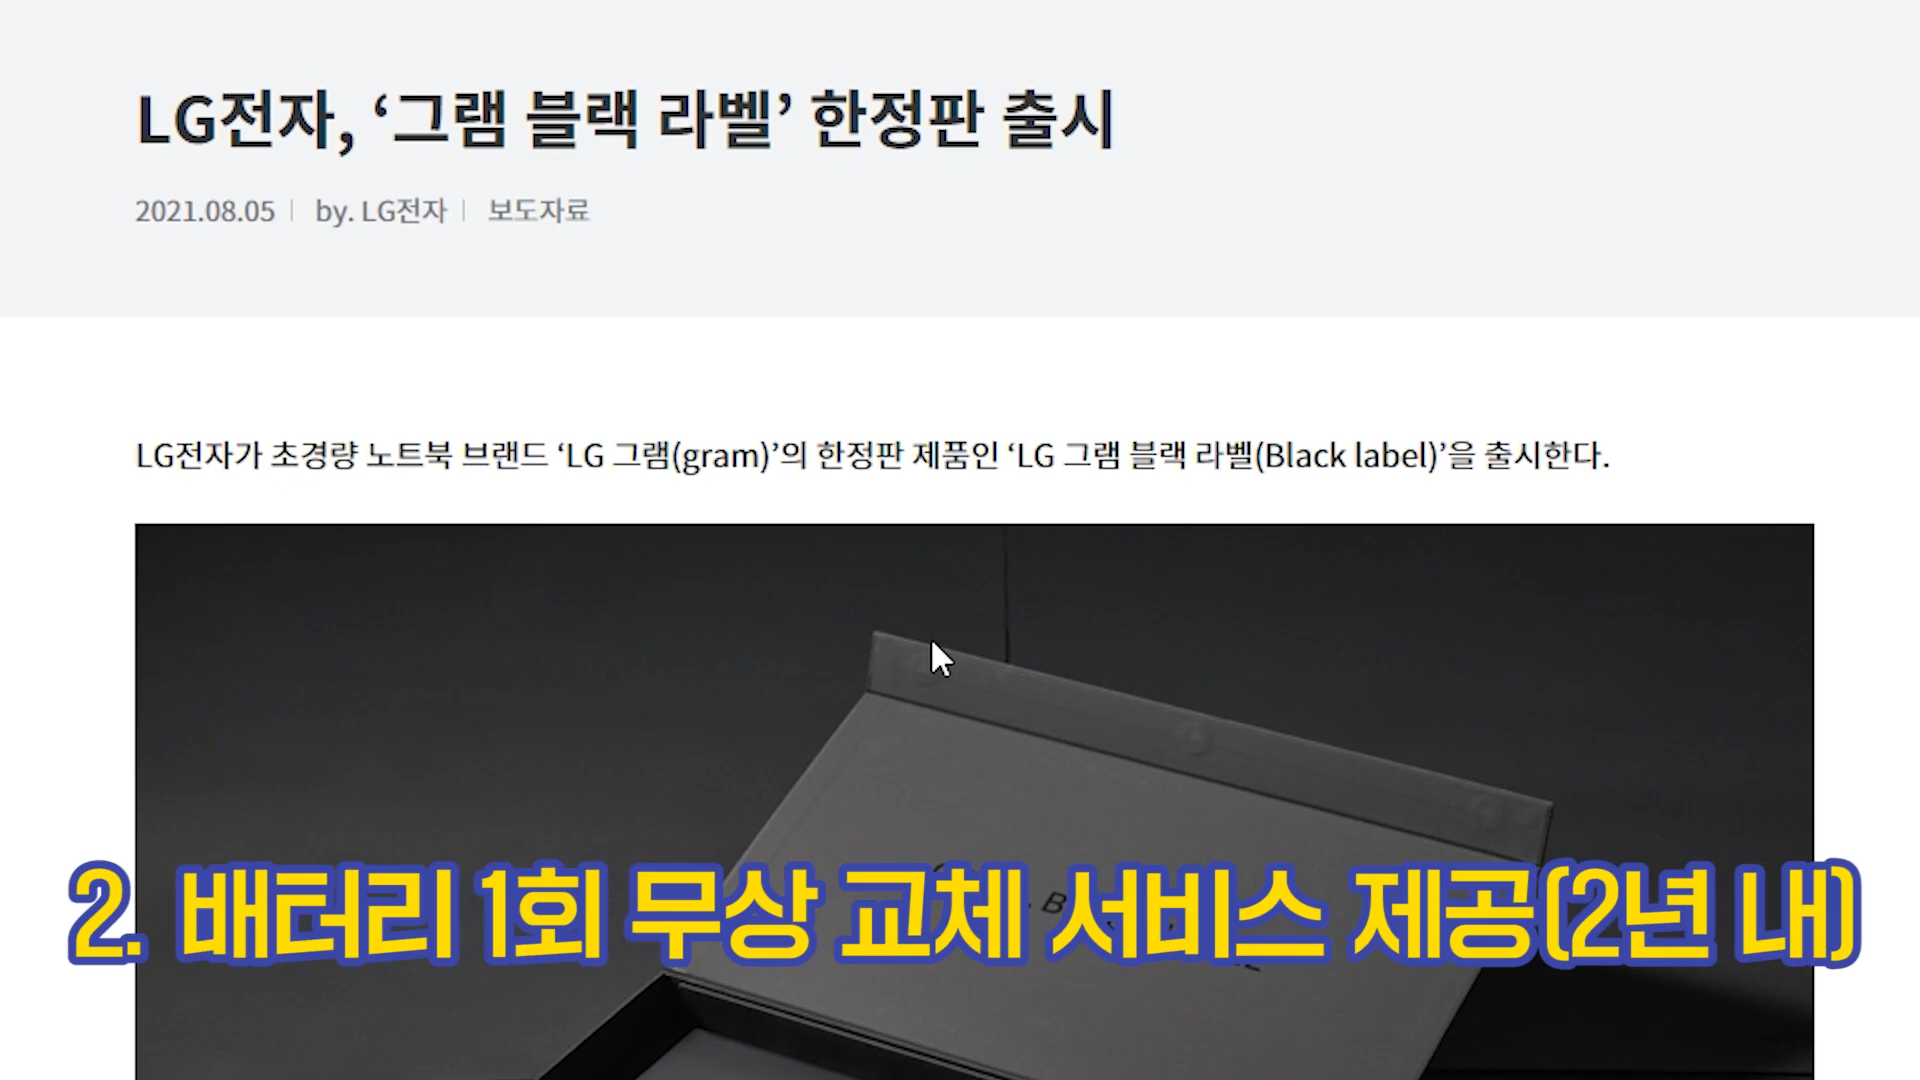 LG전자, ‘그램 블랙 라벨’ 한정판 출시
2021.08.05 | by. LG전자 | 보도자료
LG전자가 초경량 노트북 브랜드 ‘LG 그램(gram)’의 한정판 제품인 ‘LG 그램 블랙 라벨(Black label)’을 출시한다.
2. 배터리 1회 무상 교체 서비스 제공(2년 내)